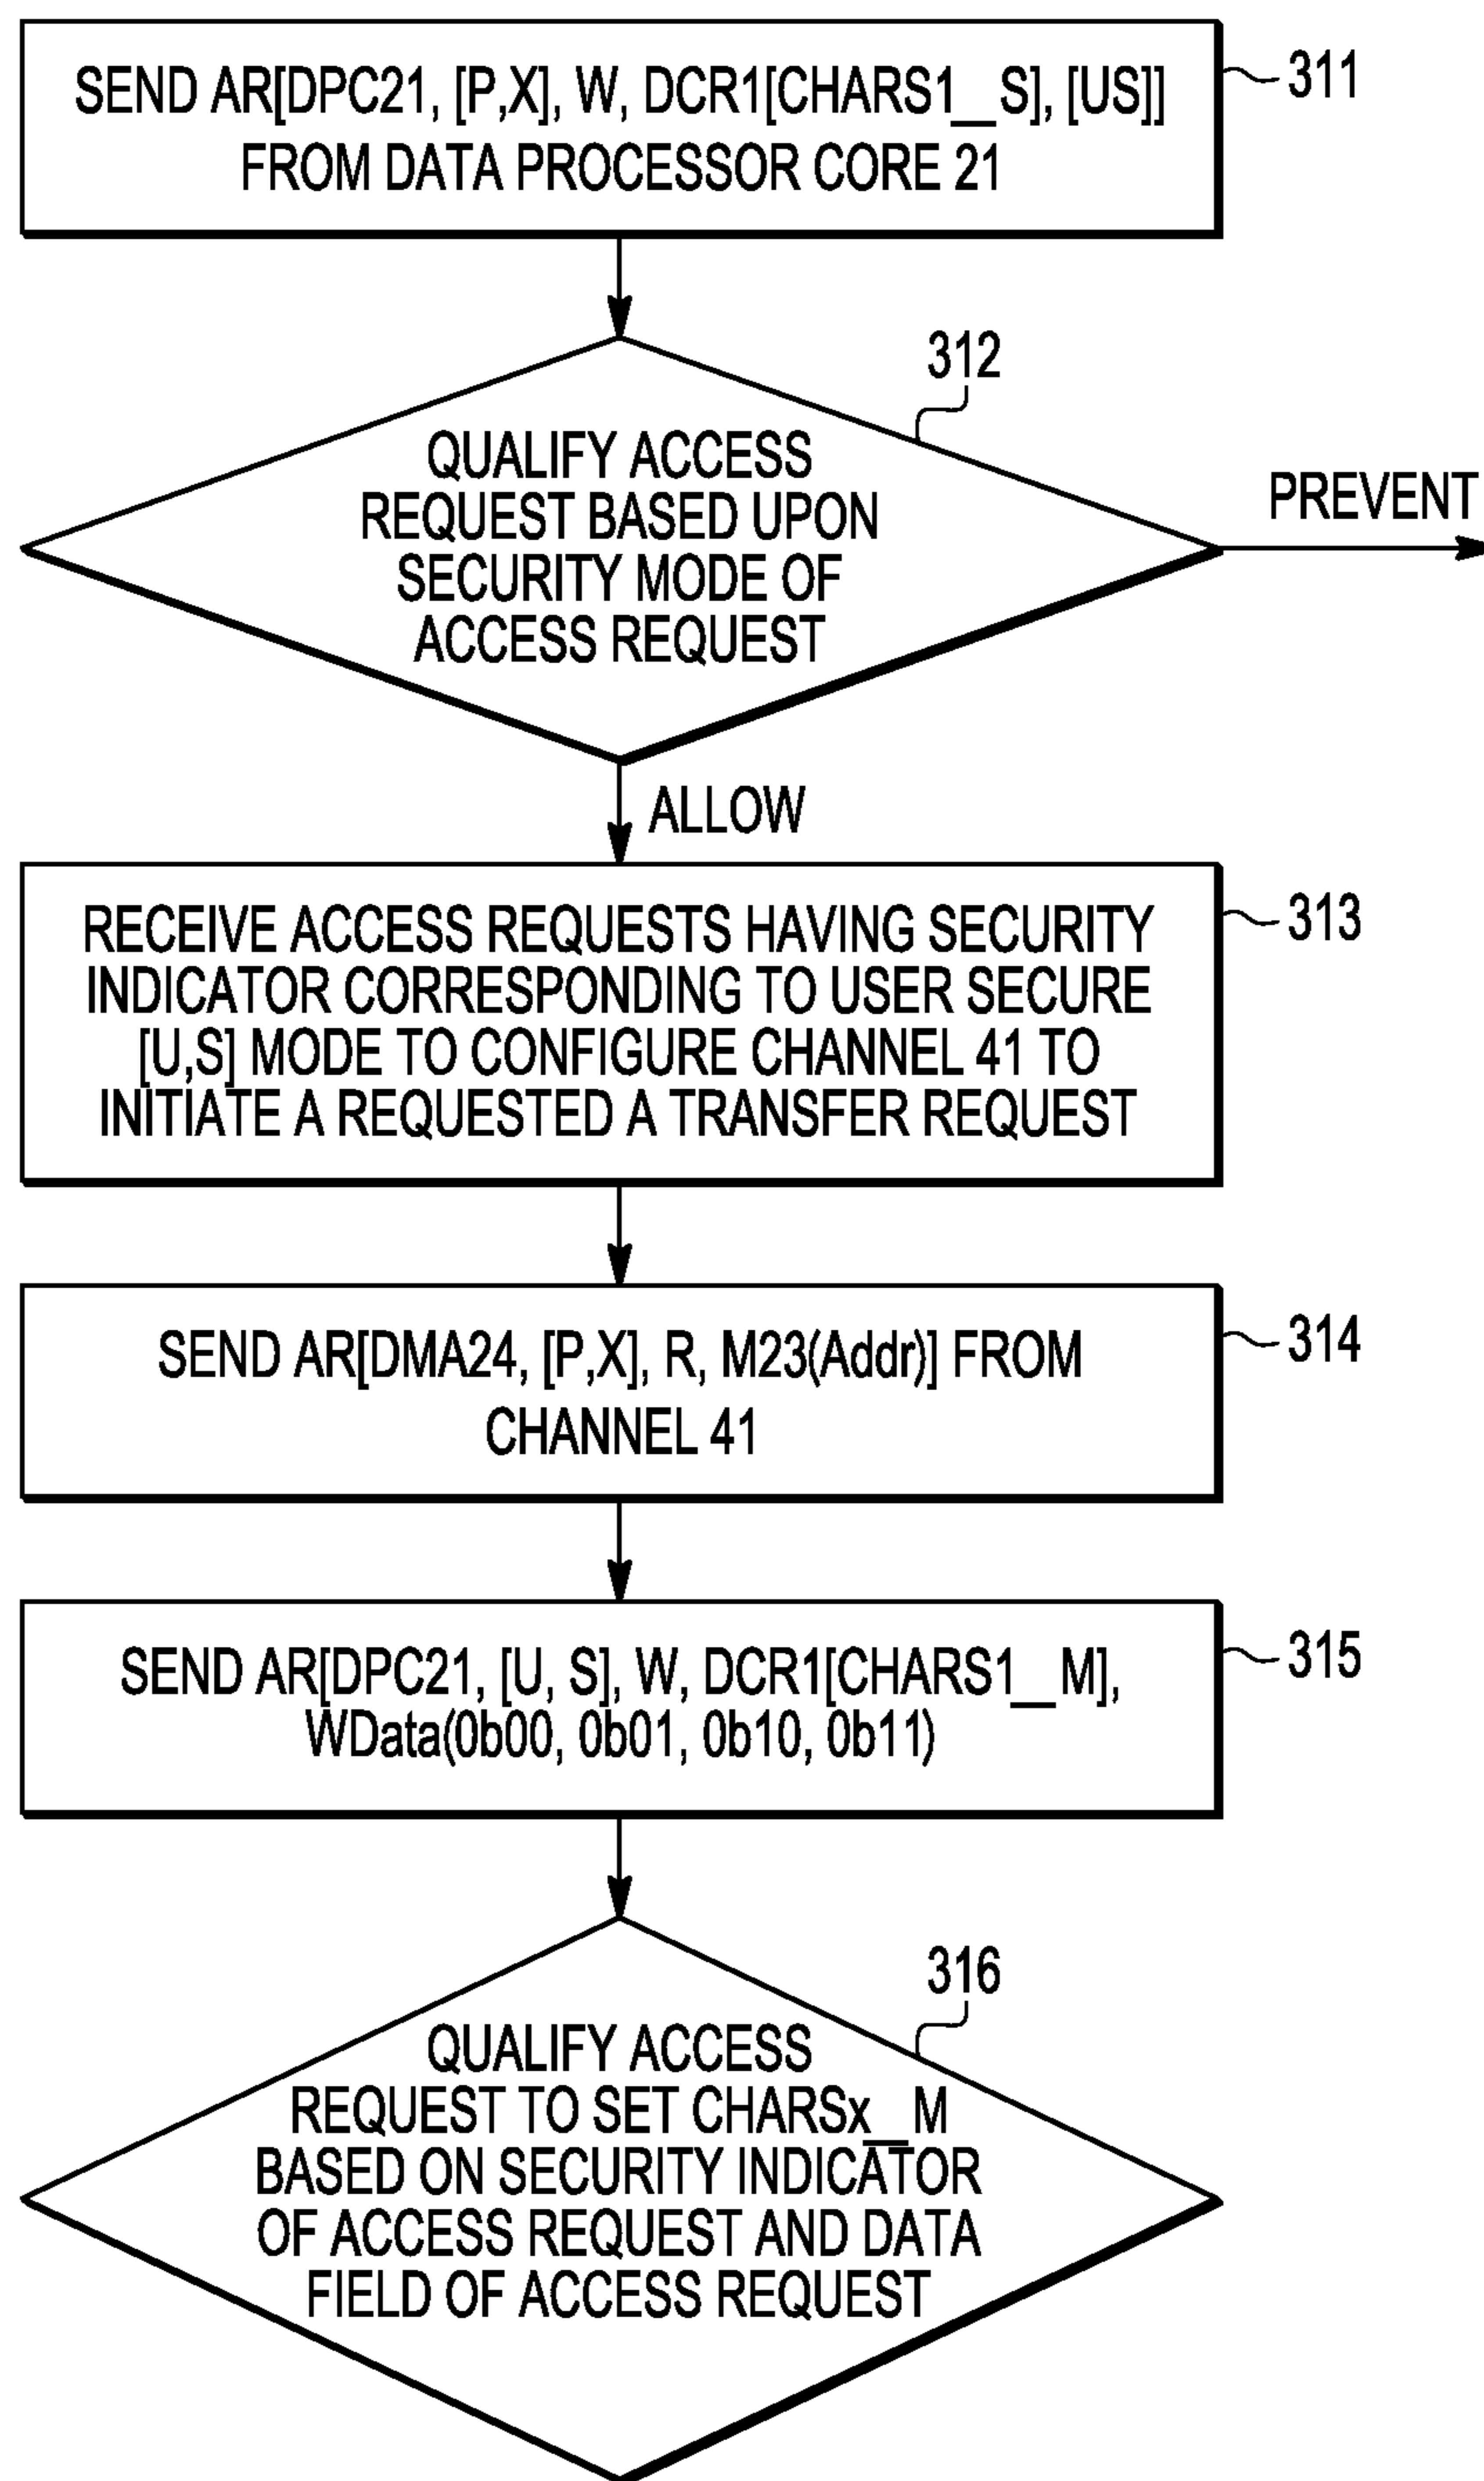 SEND AR[DPC21, [P,X], W, DCR1[CHARS1__S], [US]]
FROM DATA PROCESSOR CORE 21
311
312
QUALIFY ACCESS
REQUEST BASED UPON
SECURITY MODE OF
ACCESS REQUEST
PREVENT
ALLOW
RECEIVE ACCESS REQUESTS HAVING SECURITY
INDICATOR CORRESPONDING TO USER SECURE
[U,S] MODE TO CONFIGURE CHANNEL 41 TO
INITIATE A REQUESTED A TRANSFER REQUEST
313
SEND AR[DMA24, [P,X], R, M23(Addr)] FROM
CHANNEL 41
314
SEND AR[DPC21, [U, S], W, DCR1[CHARS1__M],
WData(0b00, 0b01, 0b10, 0b11)
315
316
QUALIFY ACCESS
REQUEST TO SET CHARSx__M
BASED ON SECURITY INDICATOR
OF ACCESS REQUEST AND DATA
FIELD OF ACCESS REQUEST